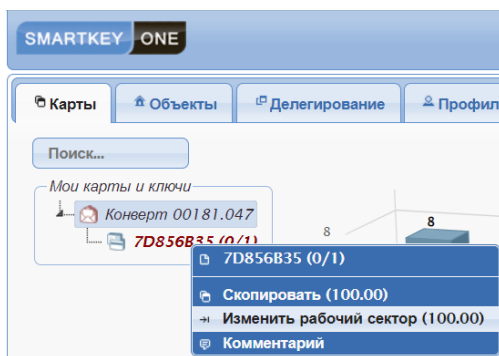 SMARTKEY ONE
Карты Объекты Делегирование Профил
Поиск...
Мои карты и ключи
Конверт 00181.047
7D856B35 (0/1)
8 8
7D856B35 (0/1)
Скопировать (100.00)
Изменить рабочий сектор (100.00)
Комментарий